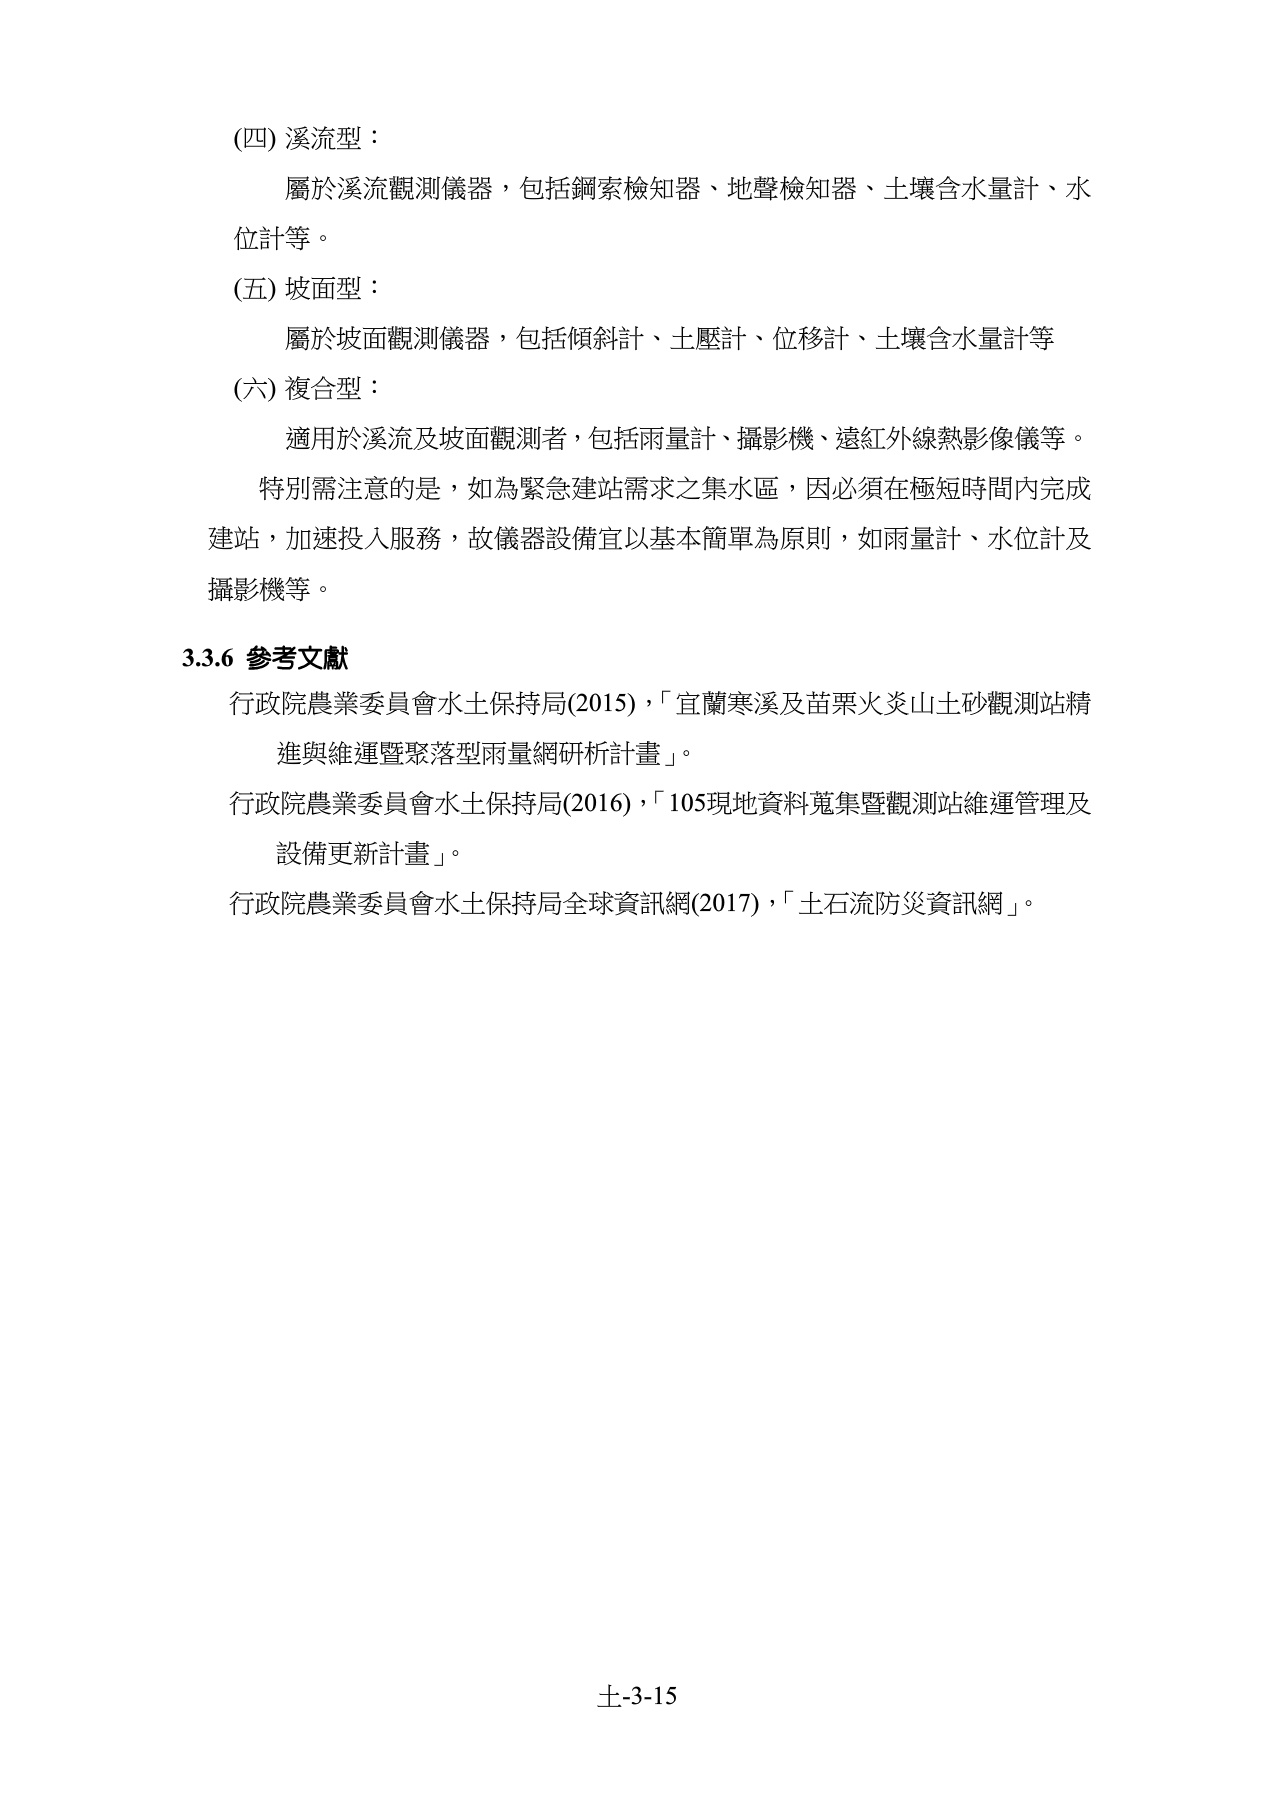 (四) 溪流型：
屬於溪流觀測儀器，包括鋼索檢知器、地聲檢知器、土壤含水量計、水
位計等。
(五) 坡面型：
屬於坡面觀測儀器，包括傾斜計、土壓計、位移計、土壤含水量計等
(六) 複合型：
適用於溪流及坡面觀測者，包括雨量計、攝影機、遠紅外線熱影像儀等。
特別需注意的是，如為緊急建站需求之集水區，因必須在極短時間內完成
建站，加速投入服務，故儀器設備宜以基本簡單為原則，如雨量計、水位計及
攝影機等。
3.3.6 參考文獻
行政院農業委員會水土保持局(2015)，「宜蘭寒溪及苗栗火炎山土砂觀測站精
進與維運暨聚落型雨量網研析計畫」。
行政院農業委員會水土保持局(2016)，「105現地資料蒐集暨觀測站維運管理及
設備更新計畫」。
行政院農業委員會水土保持局全球資訊網(2017)，「土石流防災資訊網」。
土-3-15